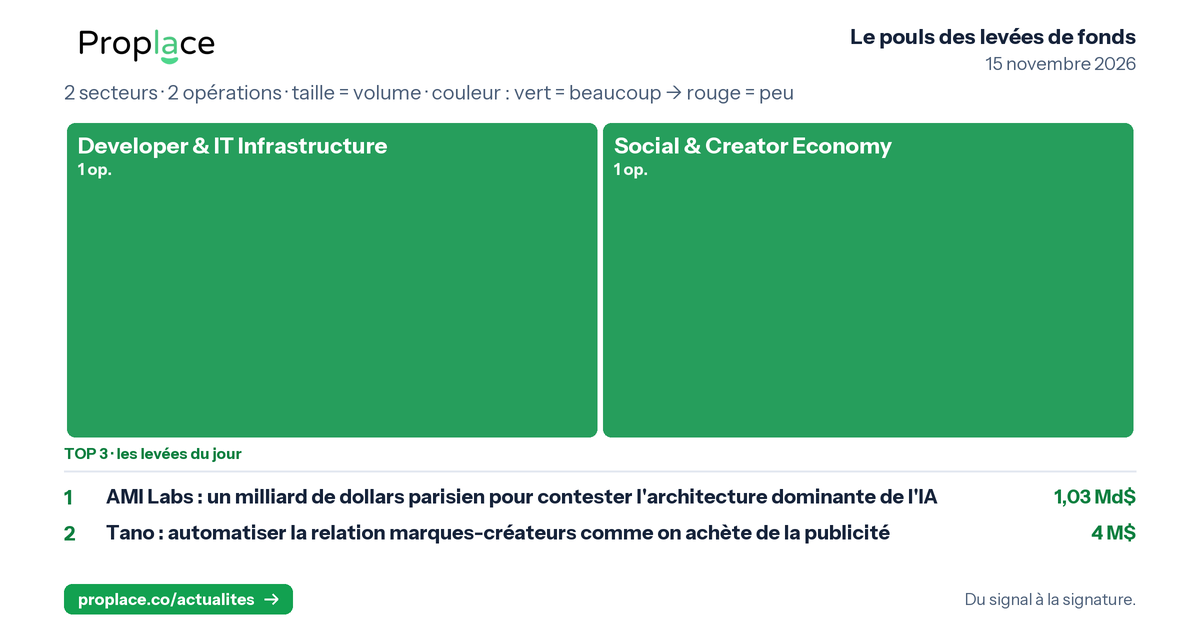 Proplace
Le pouls des levées de fonds
15 novembre 2026
2 secteurs · 2 opérations · taille = volume · couleur : vert = beaucoup → rouge = peu
Developer & IT Infrastructure
1 op.
Social & Creator Economy
1 op.
TOP 3 · les levées du jour
1 AMI Labs : un milliard de dollars parisien pour contester l'architecture dominante de l'IA 1,03 Md$
2 Tano : automatiser la relation marques-créateurs comme on achète de la publicité 4 M$
proplace.co/actualites →
Du signal à la signature.